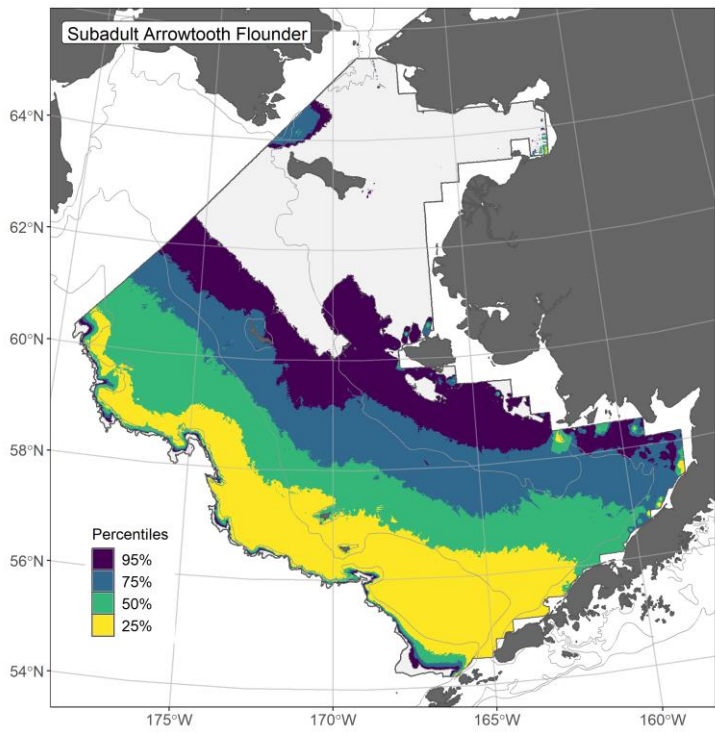 Subadult Arrowtooth Flounder
64°N
62°N
60°N
58°N
56°N
54°N
Percentiles
95%
75%
50%
25%
175°W
170°W
165°W
160°W